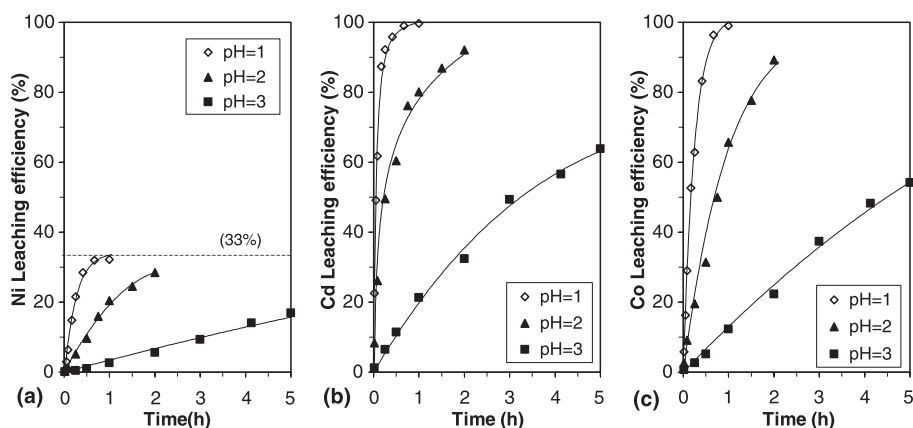 Ni Leaching efficiency (%)
100
80
60
40
20
0
pH=1
pH=2
pH=3
(33%)
0 1 2 3 4 5
(a)
Time(h)
Cd Leaching efficiency (%)
100
80
60
40
20
0
pH=1
pH=2
pH=3
0 1 2 3 4 5
(b)
Time (h)
Co Leaching efficiency (%)
100
80
60
40
20
0
pH=1
pH=2
pH=3
0 1 2 3 4 5
(c)
Time (h)